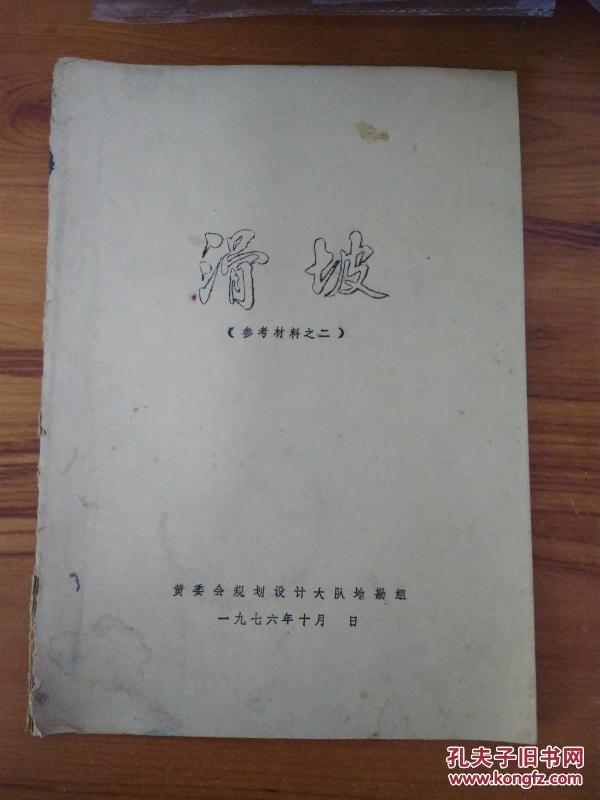 滑坡
（参考材料之二）
黄委会规划设计大队地勘组
一九七六年十月　日
孔夫子旧书网
www.kongfz.com